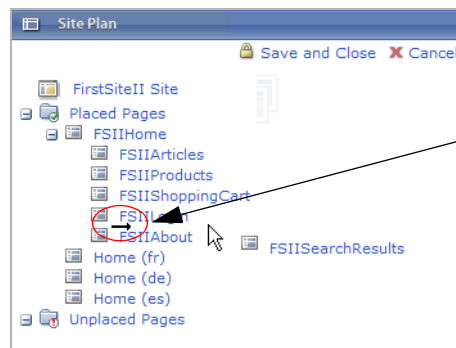 Site Plan
Save and Close Cancel
FirstSiteII Site
Placed Pages
FSIIHome
FSIIArticles
FSIIProducts
FSIIShoppingCart
FSIILogin
FSIIAbout
FSIISearchResults
Home (fr)
Home (de)
Home (es)
Unplaced Pages